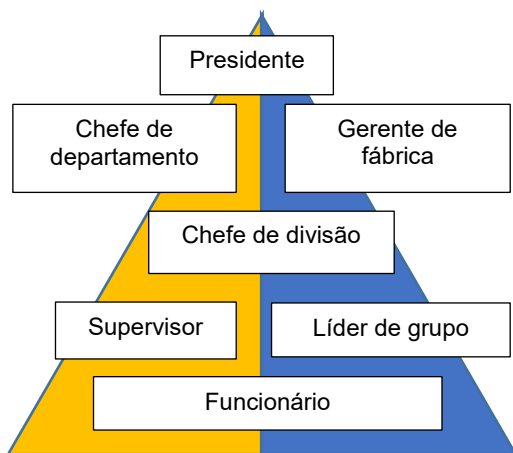 Presidente
Chefe de
departamento
Gerente de
fábrica
Chefe de divisão
Supervisor
Líder de grupo
Funcionário